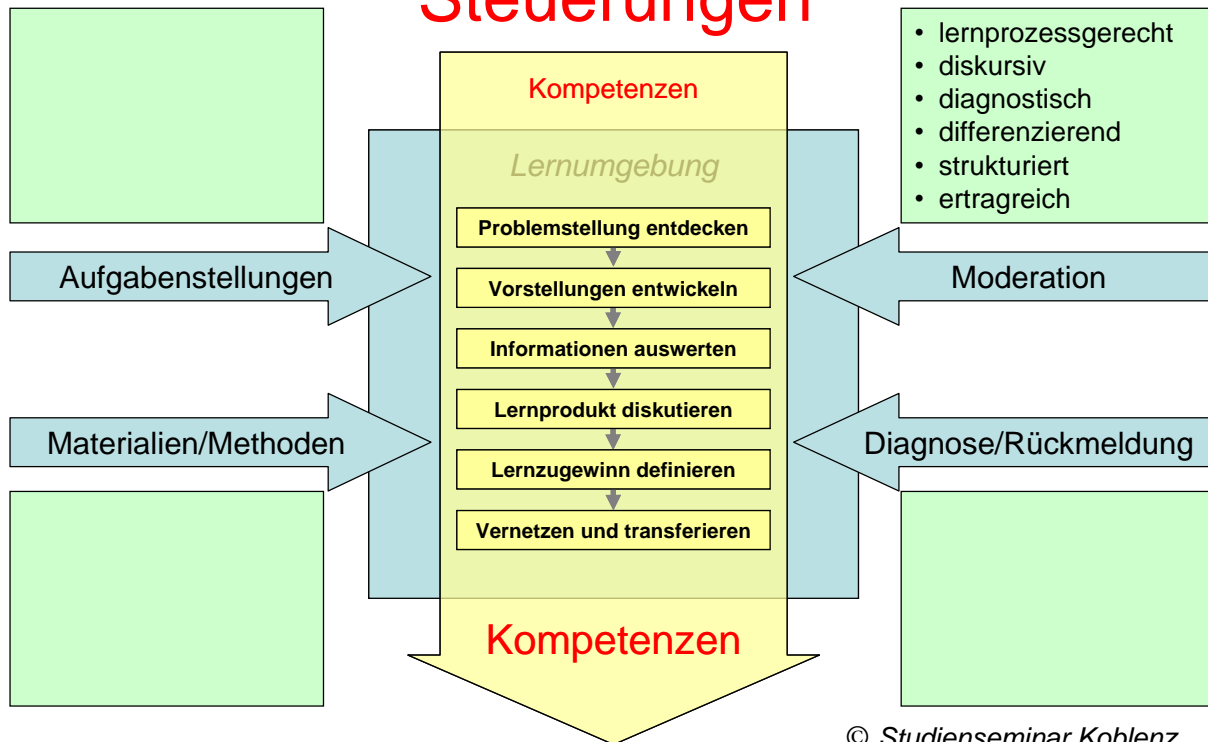 Steuerungen
• lernprozessgerecht
• diskursiv
• diagnostisch
• differenzierend
• strukturiert
• ertragreich
Kompetenzen
Lernumgebung
Problemstellung entdecken
Aufgabenstellungen
Moderation
Vorstellungen entwickeln
Informationen auswerten
Lernprodukt diskutieren
Materialien/Methoden
Diagnose/Rückmeldung
Lernzugewinn definieren
Vernetzen und transferieren
Kompetenzen
© Studienseminar Koblenz